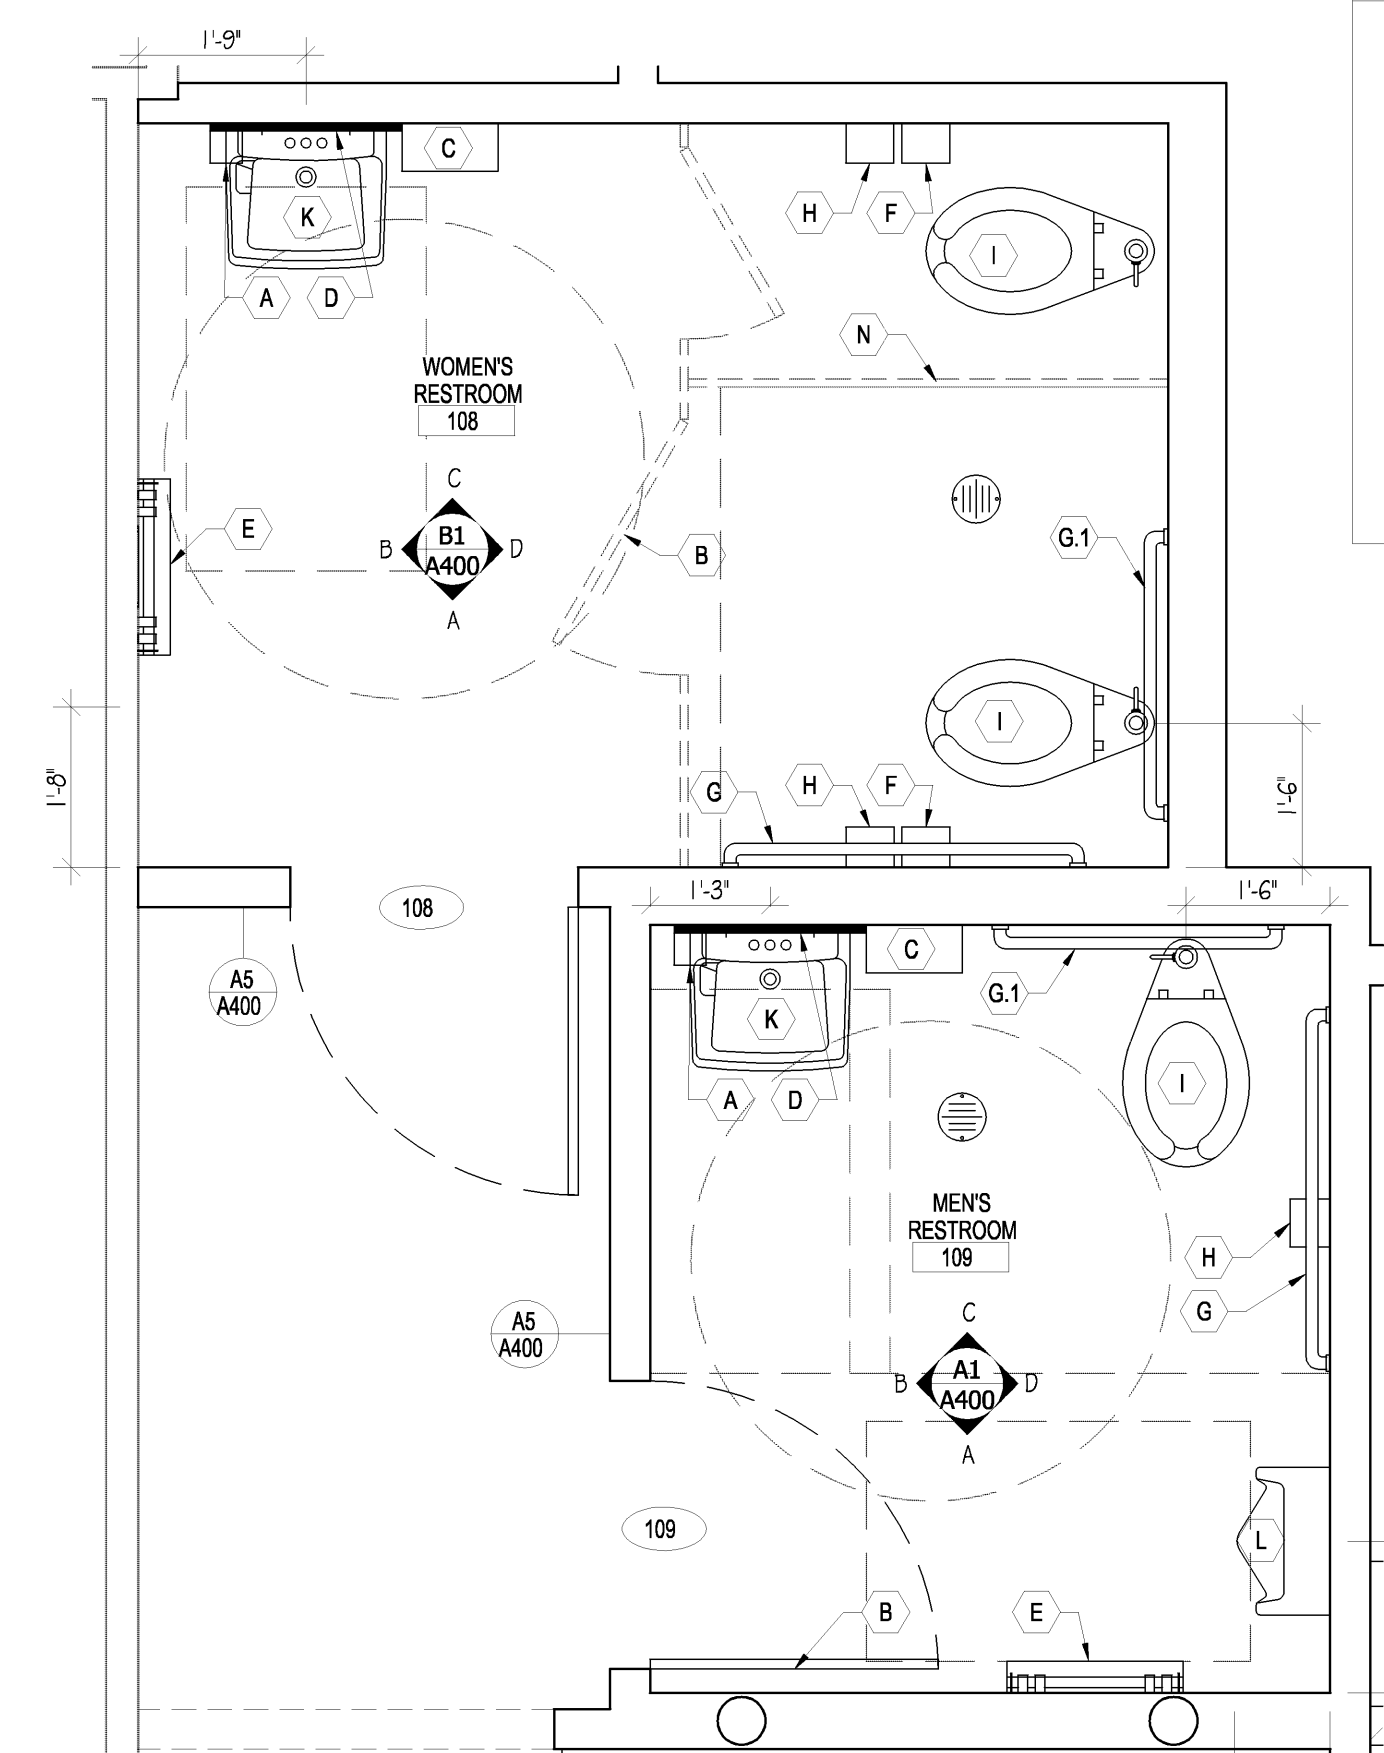 1'-9"
C
K
H
F
I
A
D
N
WOMEN'S
RESTROOM
108
C
E
B
B1
A400
D
A
B
G.1
I
1'-8"
G
H
F
1'-6"
108
1'-3"
1'-6"
C
A5
A400
G.1
K
I
A
D
MEN'S
RESTROOM
109
H
G
A5
A400
C
B
A1
A400
D
A
109
L
B
E